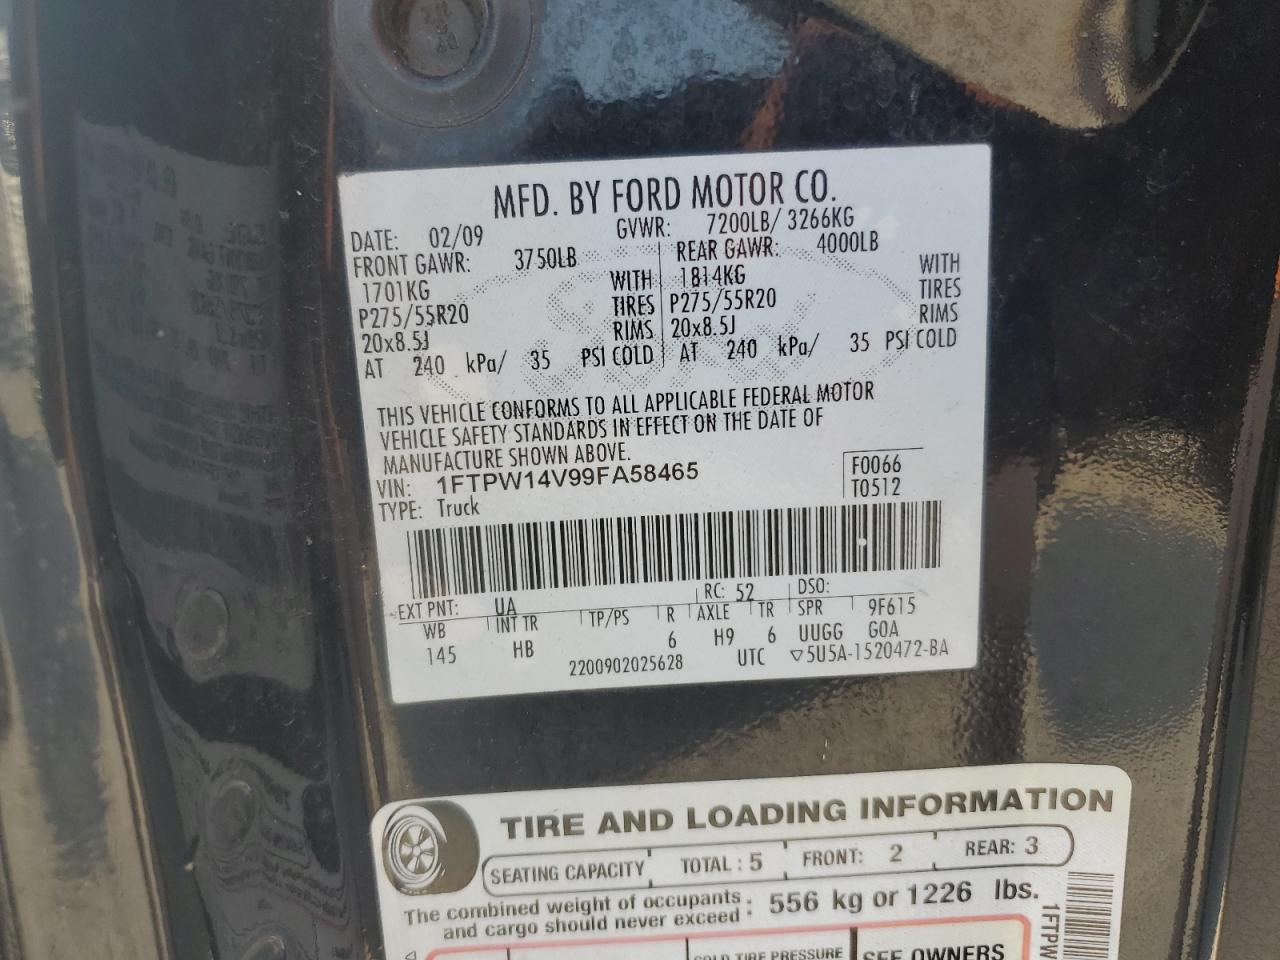 MFD. BY FORD MOTOR CO.
DATE: 02/09 GVWR: 7200LB/ 3266KG
FRONT GAWR: 3750LB REAR GAWR: 4000LB
1701KG WITH 1814KG WITH
P275/55R20 TIRES P275/55R20 TIRES
20x8.5J RIMS 20x8.5J RIMS
AT 240 kPa/ 35 PSI COLD AT 240 kPa/ 35 PSI COLD
THIS VEHICLE CONFORMS TO ALL APPLICABLE FEDERAL MOTOR
VEHICLE SAFETY STANDARDS IN EFFECT ON THE DATE OF
MANUFACTURE SHOWN ABOVE.
VIN: 1FTPW14V99FA58465 F0066
TYPE: Truck T0512
EXT PNT: UA RC: 52 DSO:
WB INT TR TP/PS R AXLE TR SPR 9F615
145 HB 6 H9 6 UUGG G0A
2200902025628 UTC ▽5U5A-1520472-BA
TIRE AND LOADING INFORMATION
SEATING CAPACITY TOTAL: 5 FRONT: 2 REAR: 3
The combined weight of occupants and cargo should never exceed: 556 kg or 1226 lbs.
COLD TIRE PRESSURE SEE OWNERS
1FTPW